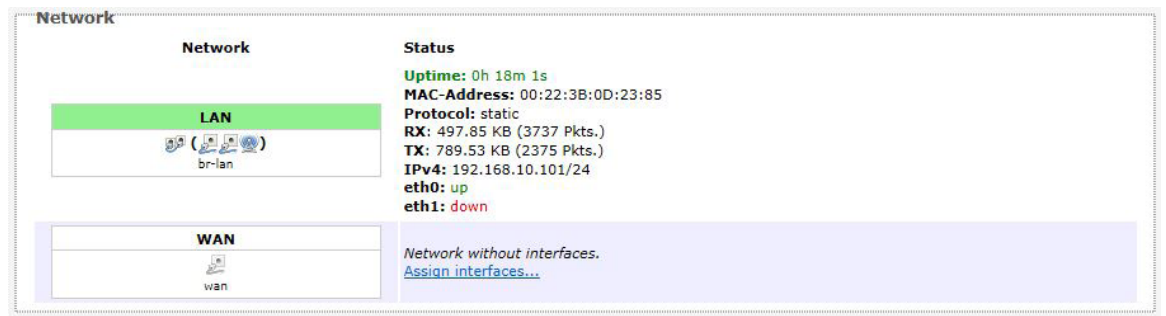 Network
Network
Status
LAN
( )
br-lan
Uptime: 0h 18m 1s
MAC-Address: 00:22:3B:0D:23:85
Protocol: static
RX: 497.85 KB (3737 Pkts.)
TX: 789.53 KB (2375 Pkts.)
IPv4: 192.168.10.101/24
eth0: up
eth1: down
WAN
wan
Network without interfaces.
Assign interfaces...